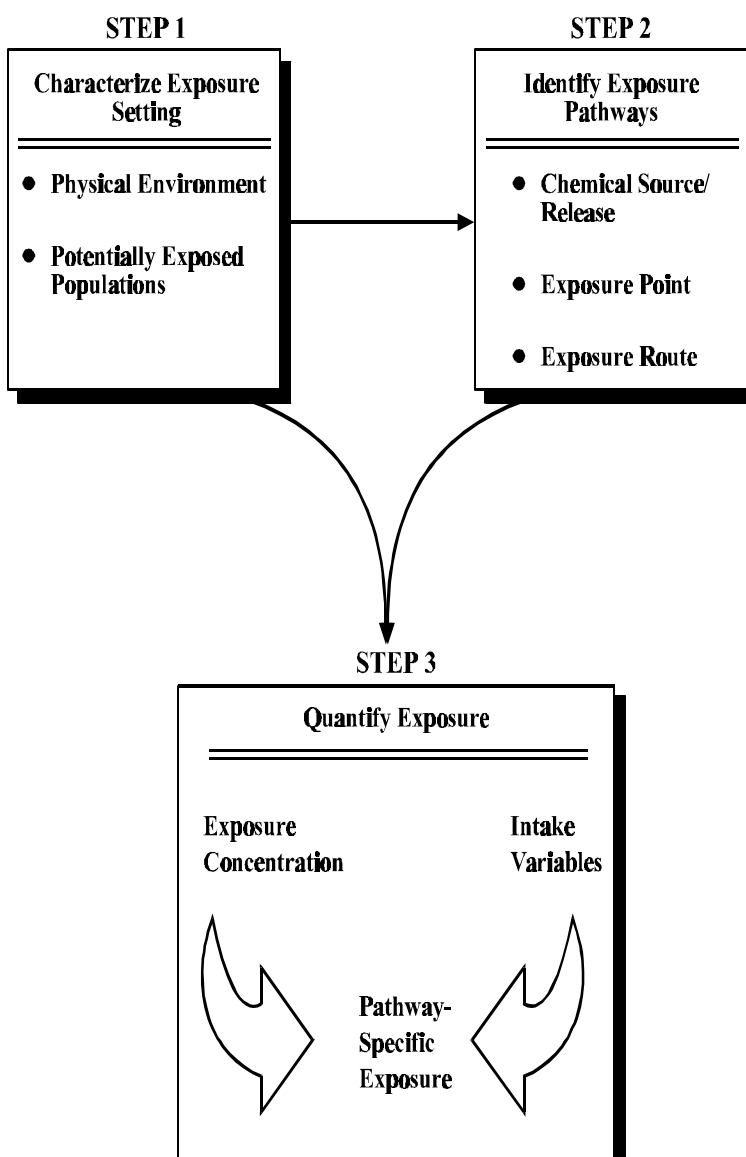 STEP 1
Characterize Exposure
Setting
● Physical Environment
● Potentially Exposed
Populations
STEP 2
Identify Exposure
Pathways
● Chemical Source/
Release
● Exposure Point
● Exposure Route
STEP 3
Quantify Exposure
Exposure
Concentration
Intake
Variables
Pathway-
Specific
Exposure